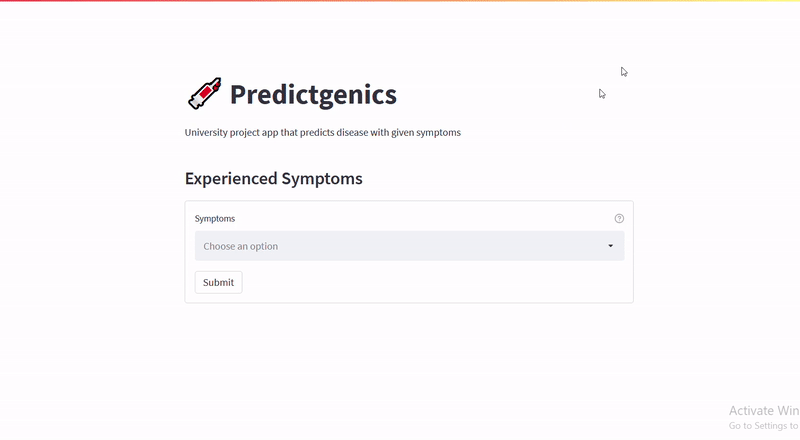 Predictgenics
University project app that predicts disease with given symptoms
Experienced Symptoms
Symptoms
Choose an option
Submit
Activate Win
Go to Settings to